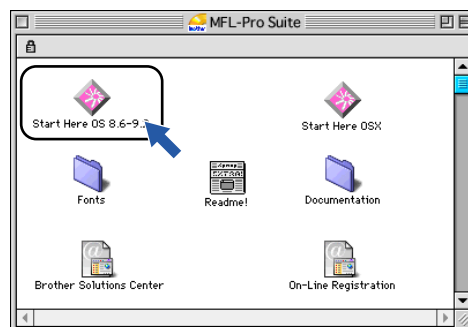 MFL-Pro Suite
Start Here OS 8.6-9.
Start Here OSX
Fonts
Readme!
Documentation
Brother Solutions Center
On-Line Registration